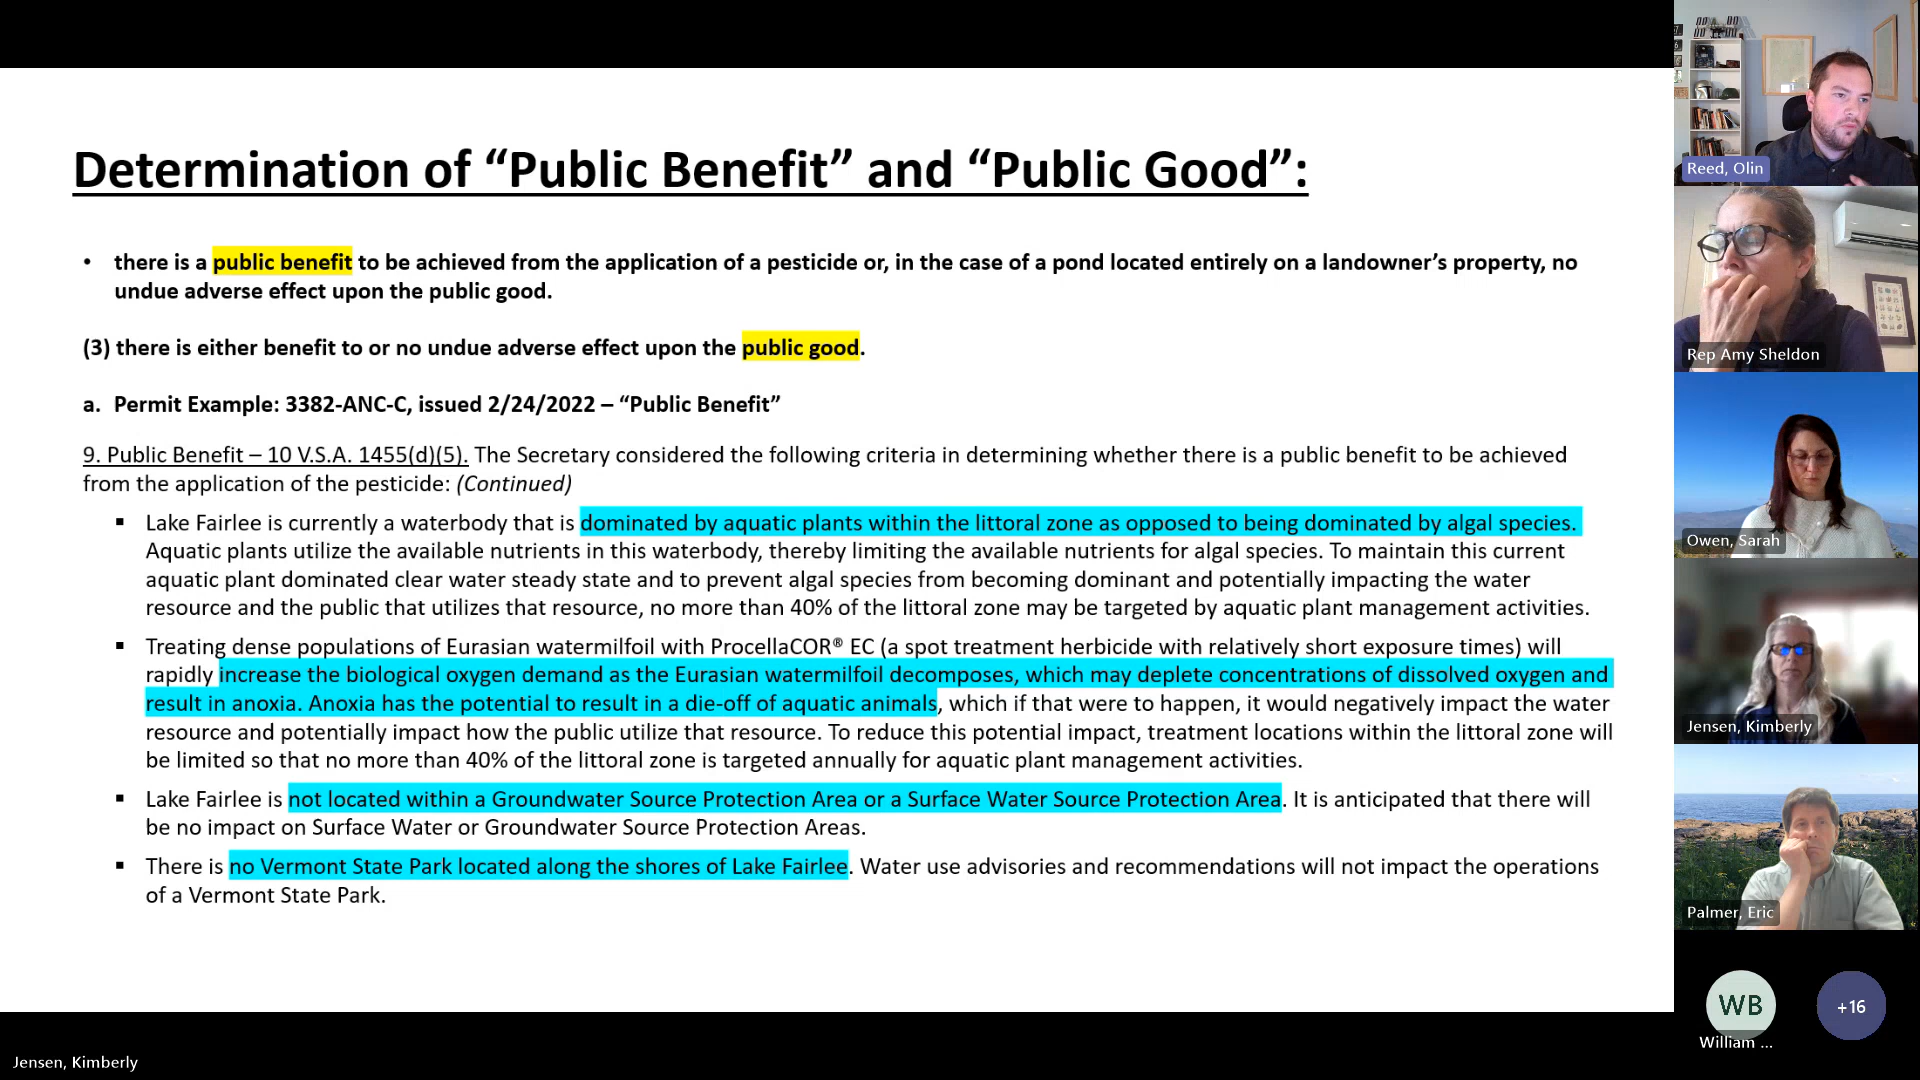 Determination of “Public Benefit” and “Public Good”:
• there is a public benefit to be achieved from the application of a pesticide or, in the case of a pond located entirely on a landowner’s property, no
undue adverse effect upon the public good.
(3) there is either benefit to or no undue adverse effect upon the public good.
a. Permit Example: 3382-ANC-C, issued 2/24/2022 – “Public Benefit”
9. Public Benefit – 10 V.S.A. 1455(d)(5). The Secretary considered the following criteria in determining whether there is a public benefit to be achieved
from the application of the pesticide: (Continued)
▪ Lake Fairlee is currently a waterbody that is dominated by aquatic plants within the littoral zone as opposed to being dominated by algal species.
Aquatic plants utilize the available nutrients in this waterbody, thereby limiting the available nutrients for algal species. To maintain this current
aquatic plant dominated clear water steady state and to prevent algal species from becoming dominant and potentially impacting the water
resource and the public that utilizes that resource, no more than 40% of the littoral zone may be targeted by aquatic plant management activities.
▪ Treating dense populations of Eurasian watermilfoil with ProcellaCOR® EC (a spot treatment herbicide with relatively short exposure times) will
rapidly increase the biological oxygen demand as the Eurasian watermilfoil decomposes, which may deplete concentrations of dissolved oxygen and
result in anoxia. Anoxia has the potential to result in a die-off of aquatic animals, which if that were to happen, it would negatively impact the water
resource and potentially impact how the public utilize that resource. To reduce this potential impact, treatment locations within the littoral zone will
be limited so that no more than 40% of the littoral zone is targeted annually for aquatic plant management activities.
▪ Lake Fairlee is not located within a Groundwater Source Protection Area or a Surface Water Source Protection Area. It is anticipated that there will
be no impact on Surface Water or Groundwater Source Protection Areas.
▪ There is no Vermont State Park located along the shores of Lake Fairlee. Water use advisories and recommendations will not impact the operations
of a Vermont State Park.
Reed, Olin
Rep Amy Sheldon
Owen, Sarah
Jensen, Kimberly
Palmer, Eric
WB
+16
William ...
Jensen, Kimberly